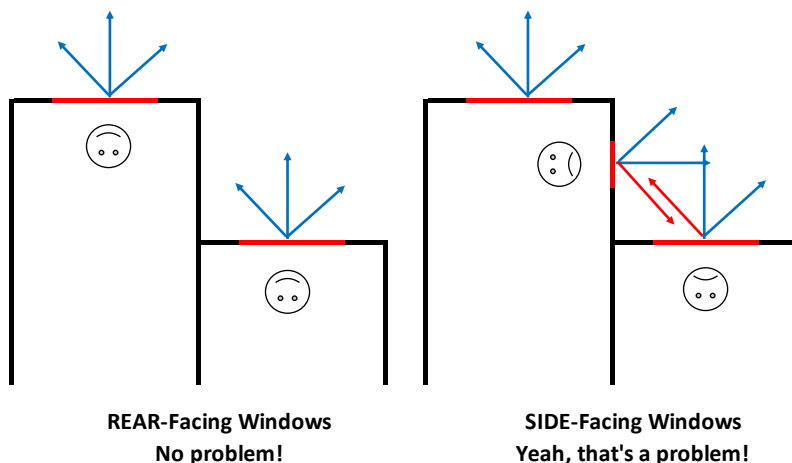 REAR-Facing Windows
No problem!
SIDE-Facing Windows
Yeah, that's a problem!